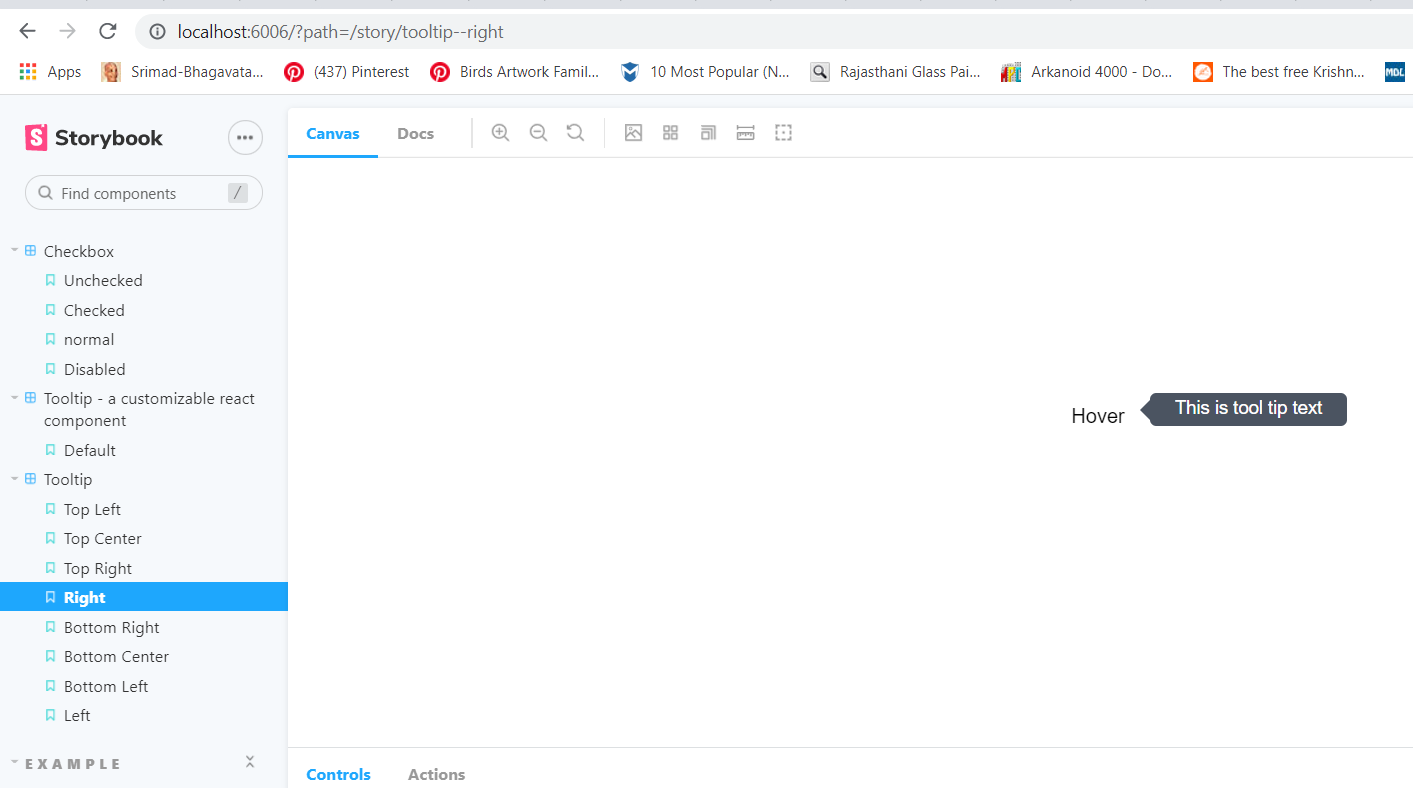 localhost:6006/?path=/story/tooltip--right
Apps Srimad-Bhagavata... (437) Pinterest Birds Artwork Famil... 10 Most Popular (N... Rajasthani Glass Pai... Arkanoid 4000 - Do... The best free Krishn... MDL
S Storybook
Canvas Docs
Find components /
Checkbox
Unchecked
Checked
normal
Disabled
Tooltip - a customizable react
component
Default
Tooltip
Top Left
Top Center
Top Right
Right
Bottom Right
Bottom Center
Bottom Left
Left
EXAMPLE
Hover This is tool tip text
Controls Actions